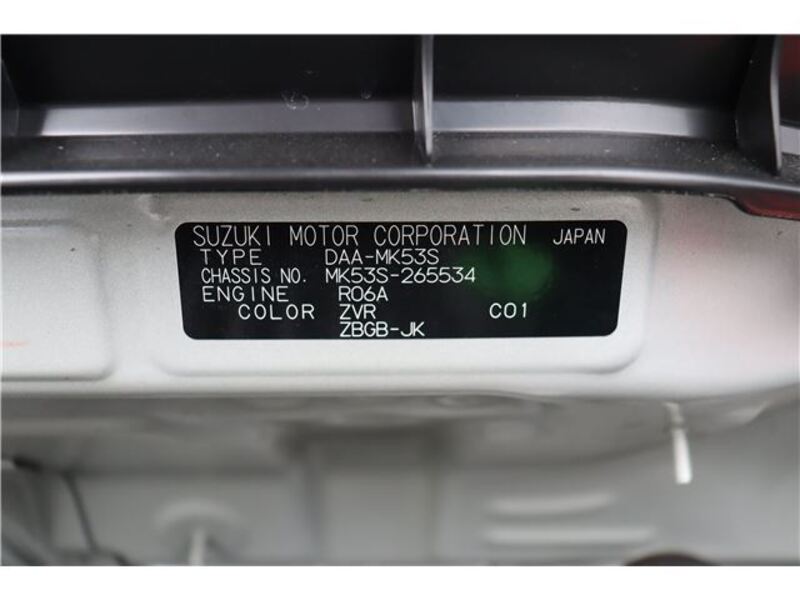 SUZUKI MOTOR CORPORATION JAPAN
TYPE DAA-MK53S
CHASSIS NO. MK53S-265534
ENGINE R06A
COLOR ZVR C01
ZBGB-JK